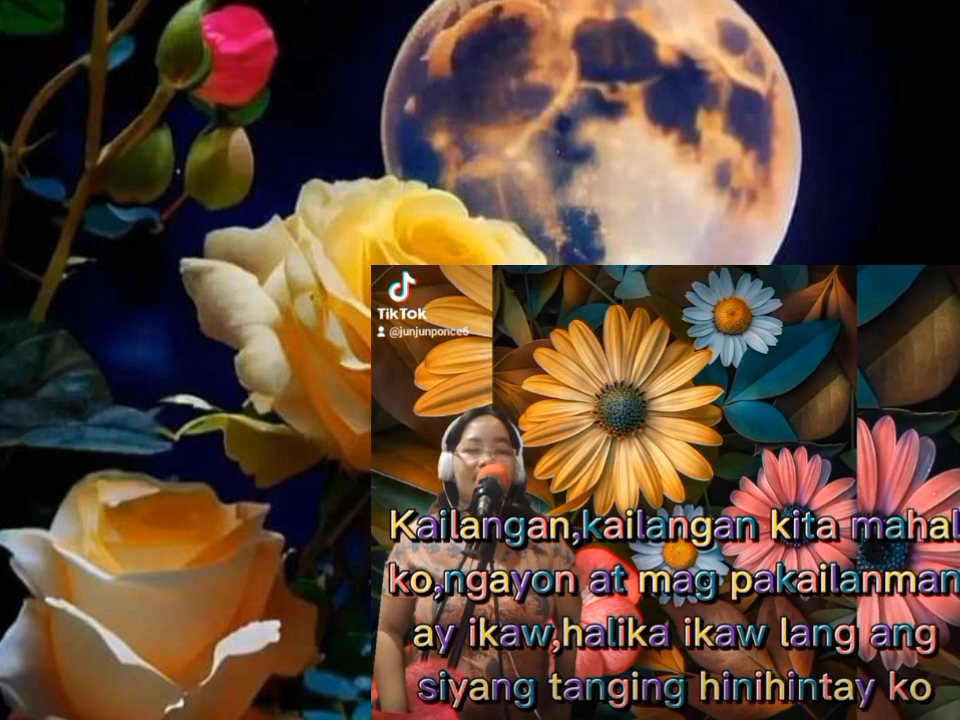 TikTok
@junjunponce6
Kailangan,kailangan kita mahal
ko,ngayon at mag pakailanman
ay ikaw,halika ikaw lang ang
siyang tanging hinihintay ko